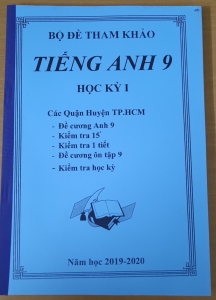 BỘ ĐỀ THAM KHẢO
TIẾNG ANH 9
HỌC KỲ I
Các Quận Huyện TP.HCM
- Đề cương Anh 9
- Kiểm tra 15'
- Kiểm tra 1 tiết
- Đề cương ôn tập 9
- Kiểm tra học kỳ
Năm học 2019-2020